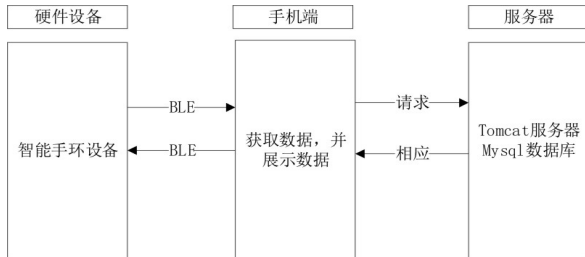 硬件设备
手机端
服务器
BLE
请求
智能手环设备
获取数据，并
展示数据
Tomcat服务器
Mysql数据库
BLE
相应